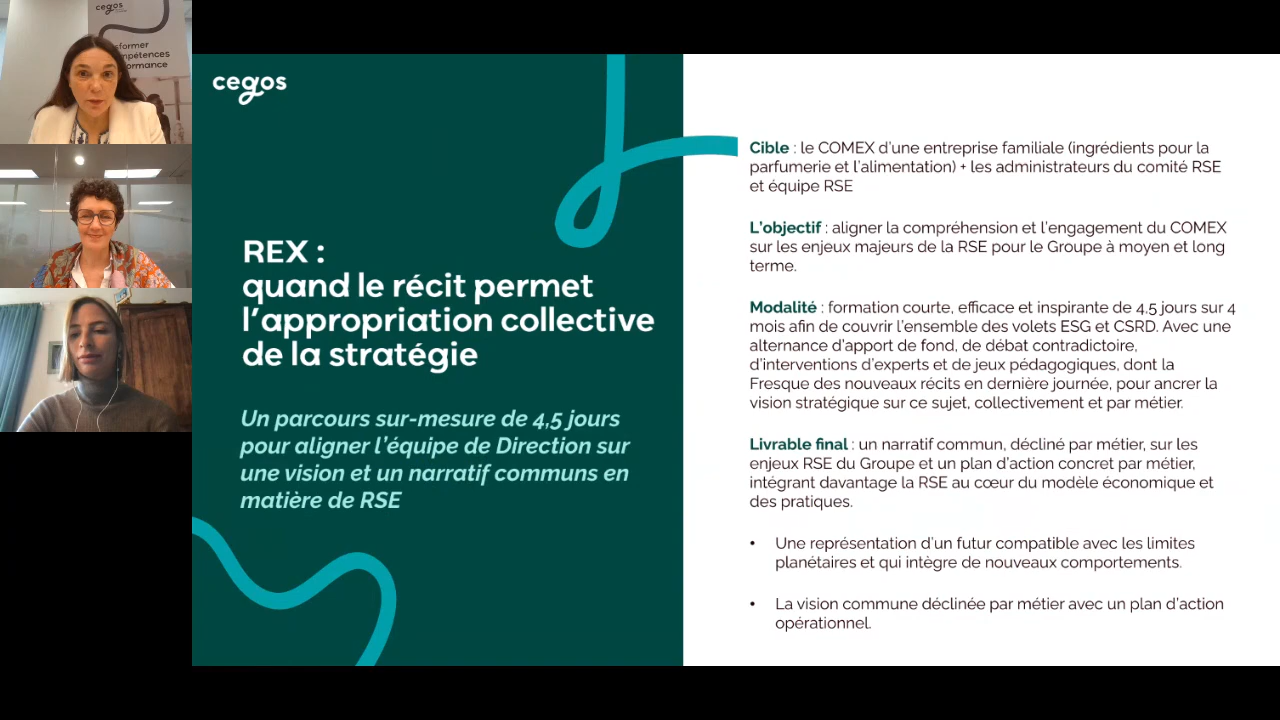 cegos
sformer
mpétences
ormance
cegos
REX :
quand le récit permet
l'appropriation collective
de la stratégie
Un parcours sur-mesure de 4,5 jours
pour aligner l'équipe de Direction sur
une vision et un narratif communs en
matière de RSE
Cible : le COMEX d'une entreprise familiale (ingrédients pour la
parfumerie et l'alimentation) + les administrateurs du comité RSE
et équipe RSE
L'objectif : aligner la compréhension et l'engagement du COMEX
sur les enjeux majeurs de la RSE pour le Groupe à moyen et long
terme.
Modalité : formation courte, efficace et inspirante de 4,5 jours sur 4
mois afin de couvrir l'ensemble des volets ESG et CSRD. Avec une
alternance d'apport de fond, de débat contradictoire,
d'interventions d'experts et de jeux pédagogiques, dont la
Fresque des nouveaux récits en dernière journée, pour ancrer la
vision stratégique sur ce sujet, collectivement et par métier.
Livrable final : un narratif commun, décliné par métier, sur les
enjeux RSE du Groupe et un plan d'action concret par métier,
intégrant davantage la RSE au cœur du modèle économique et
des pratiques.
• Une représentation d'un futur compatible avec les limites
planétaires et qui intègre de nouveaux comportements.
• La vision commune déclinée par métier avec un plan d'action
opérationnel.